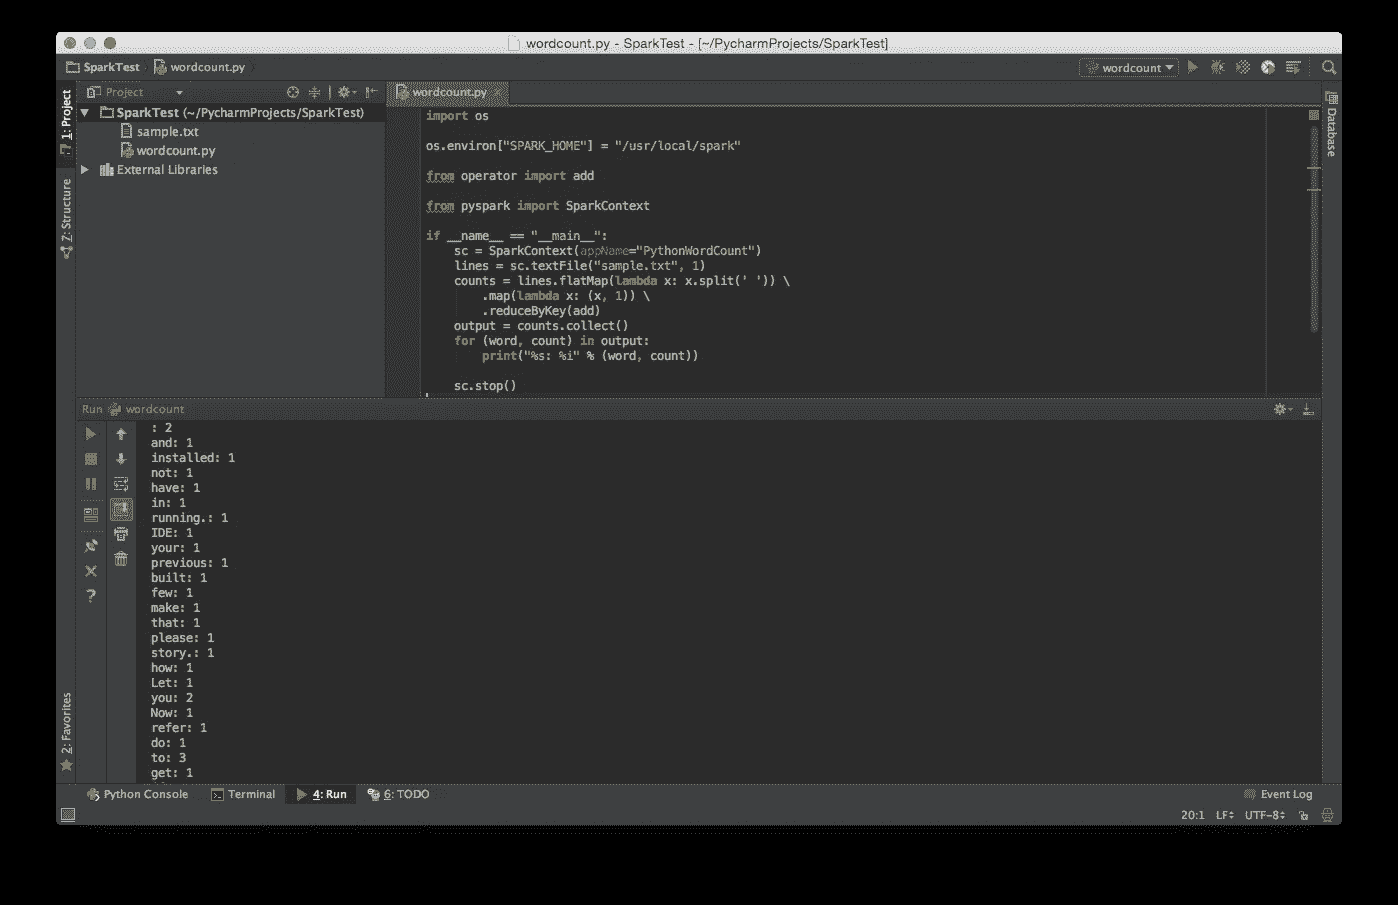 wordcount.py - SparkTest - [~/PycharmProjects/SparkTest]
SparkTest wordcount.py
wordcount
1: Project
Z: Structure
2: Favorites
Project
SparkTest (~/PycharmProjects/SparkTest)
sample.txt
wordcount.py
External Libraries
wordcount.py
import os
os.environ["SPARK_HOME"] = "/usr/local/spark"
from operator import add
from pyspark import SparkContext
if __name__ == "__main__":
sc = SparkContext(appName="PythonWordCount")
lines = sc.textFile("sample.txt", 1)
counts = lines.flatMap(lambda x: x.split(' ')) \
.map(lambda x: (x, 1)) \
.reduceByKey(add)
output = counts.collect()
for (word, count) in output:
print("%s: %i" % (word, count))
sc.stop()
Database
Run wordcount
: 2
and: 1
installed: 1
not: 1
have: 1
in: 1
running.: 1
IDE: 1
your: 1
previous: 1
built: 1
few: 1
make: 1
that: 1
please: 1
story.: 1
how: 1
Let: 1
you: 2
Now: 1
refer: 1
do: 1
to: 3
get: 1
Python Console Terminal 4: Run 6: TODO Event Log
20:1 LF UTF-8